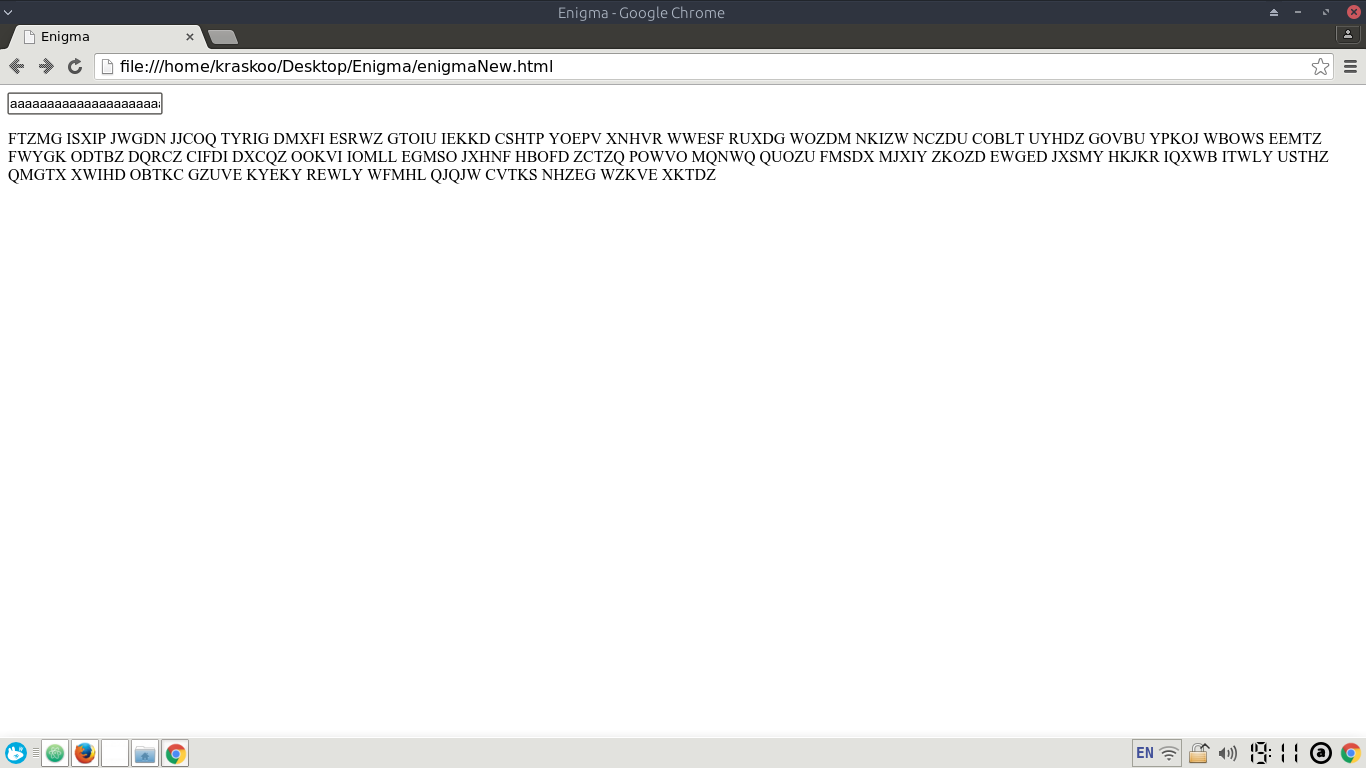 Enigma - Google Chrome
Enigma
file:///home/kraskoo/Desktop/Enigma/enigmaNew.html
aaaaaaaaaaaaaaaaaaaaa
FTZMG ISXIP JWGDN JJCOQ TYRIG DMXFI ESRWZ GTOIU IEKKD CSHTP YOEPV XNHVR WWESF RUXDG WOZDM NKIZW NCZDU COBLT UYHDZ GOVBU YPKOJ WBOWS EEMTZ
FWYGK ODTBZ DQRCZ CIFDI DXCQZ OOKVI IOMLL EGMSO JXHNF HBOFD ZCTZQ POWVO MQNWQ QUOZU FMSDX MJXIY ZKOZD EWGED JXSMY HKJKR IQXWB ITWLY USTHZ
QMGTX XWIHD OBTKC GZUVE KYEKY REWLY WFMHL QJQJW CVTKS NHZEG WZKVE XKTDZ
EN 19:11